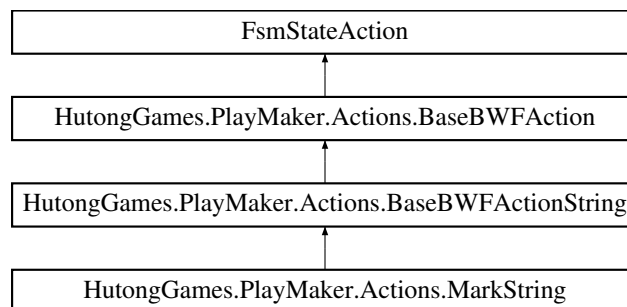 FsmStateAction
HutongGames.PlayMaker.Actions.BaseBWFAction
HutongGames.PlayMaker.Actions.BaseBWFActionString
HutongGames.PlayMaker.Actions.MarkString